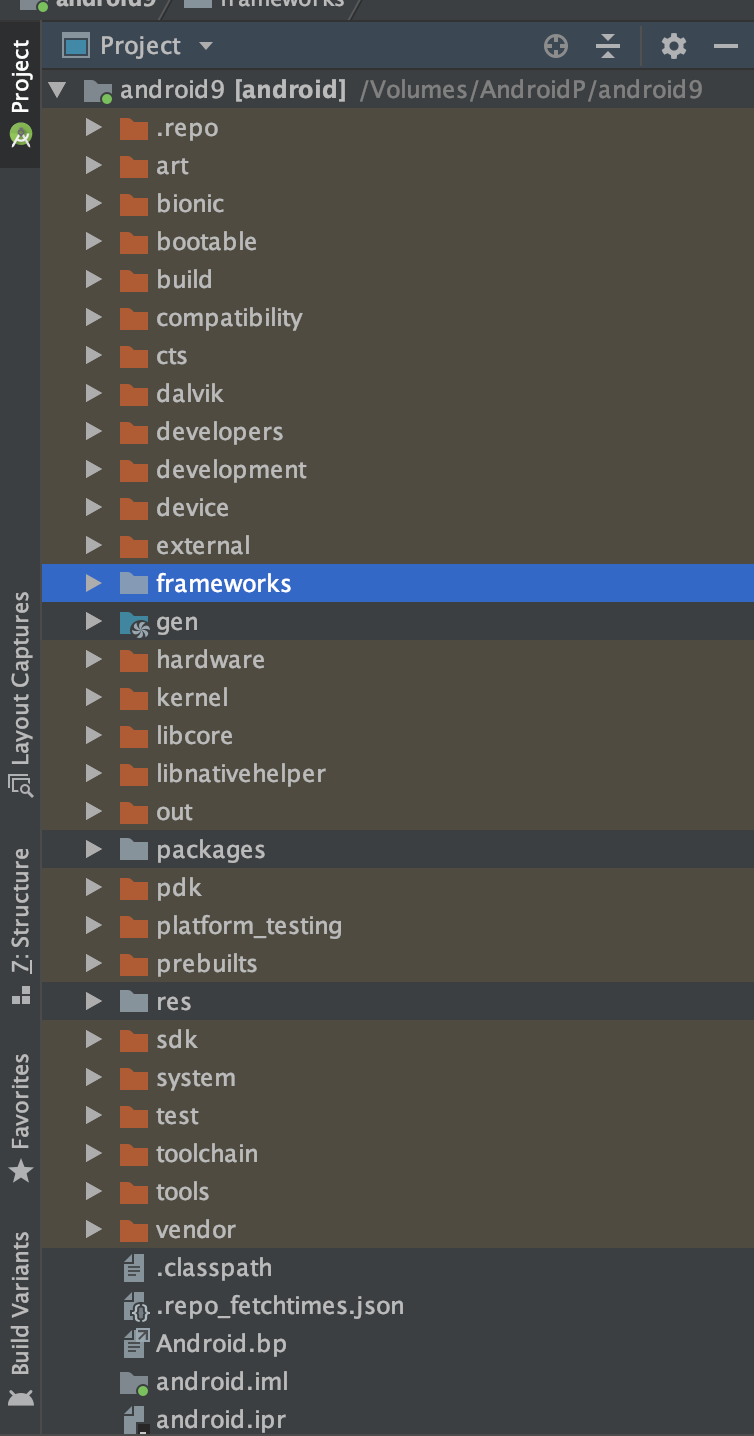 android9 frameworks
Project
android9 [android] /Volumes/AndroidP/android9
.repo
art
bionic
bootable
build
compatibility
cts
dalvik
developers
development
device
external
frameworks
gen
hardware
kernel
libcore
libnativehelper
out
packages
pdk
platform_testing
prebuilts
res
sdk
system
test
toolchain
tools
vendor
.classpath
.repo_fetchtimes.json
Android.bp
android.iml
android.ipr
Project
Layout Captures
Z: Structure
Favorites
Build Variants